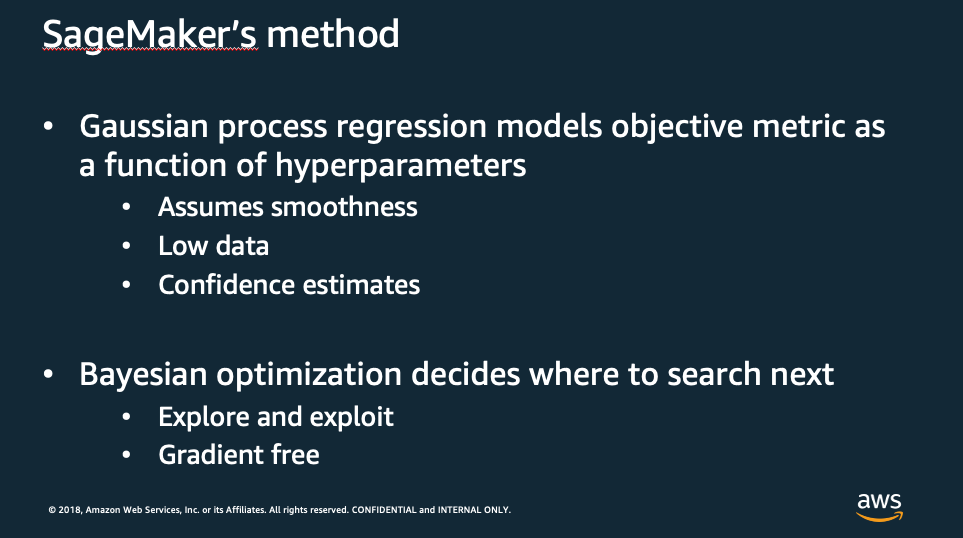 SageMaker's method
• Gaussian process regression models objective metric as
a function of hyperparameters
• Assumes smoothness
• Low data
• Confidence estimates
• Bayesian optimization decides where to search next
• Explore and exploit
• Gradient free
© 2018, Amazon Web Services, Inc. or its Affiliates. All rights reserved. CONFIDENTIAL and INTERNAL ONLY.
aws